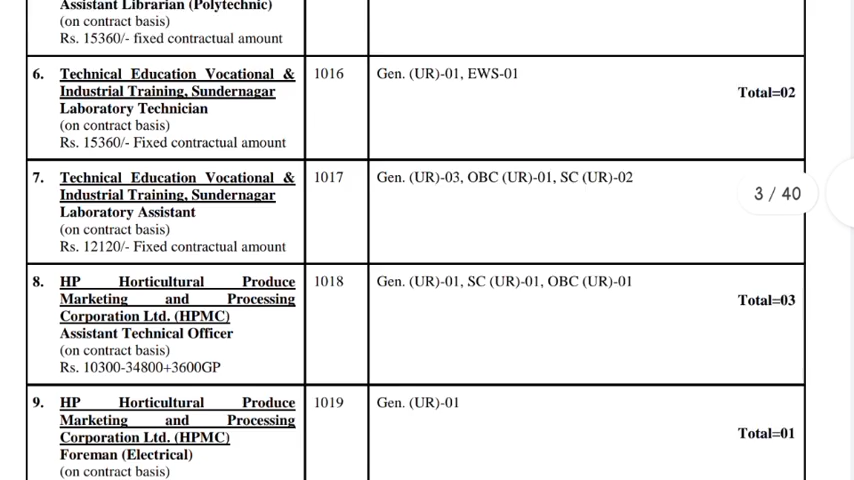 Assistant Librarian (Polytechnic)
(on contract basis)
Rs. 15360/- fixed contractual amount
6. Technical Education Vocational & Industrial Training, Sundernagar
Laboratory Technician
(on contract basis)
Rs. 15360/- Fixed contractual amount
1016
Gen. (UR)-01, EWS-01
Total=02
7. Technical Education Vocational & Industrial Training, Sundernagar
Laboratory Assistant
(on contract basis)
Rs. 12120/- Fixed contractual amount
1017
Gen. (UR)-03, OBC (UR)-01, SC (UR)-02
3 / 40
8. HP Horticultural Produce
Marketing and Processing
Corporation Ltd. (HPMC)
Assistant Technical Officer
(on contract basis)
Rs. 10300-34800+3600GP
1018
Gen. (UR)-01, SC (UR)-01, OBC (UR)-01
Total=03
9. HP Horticultural Produce
Marketing and Processing
Corporation Ltd. (HPMC)
Foreman (Electrical)
(on contract basis)
1019
Gen. (UR)-01
Total=01